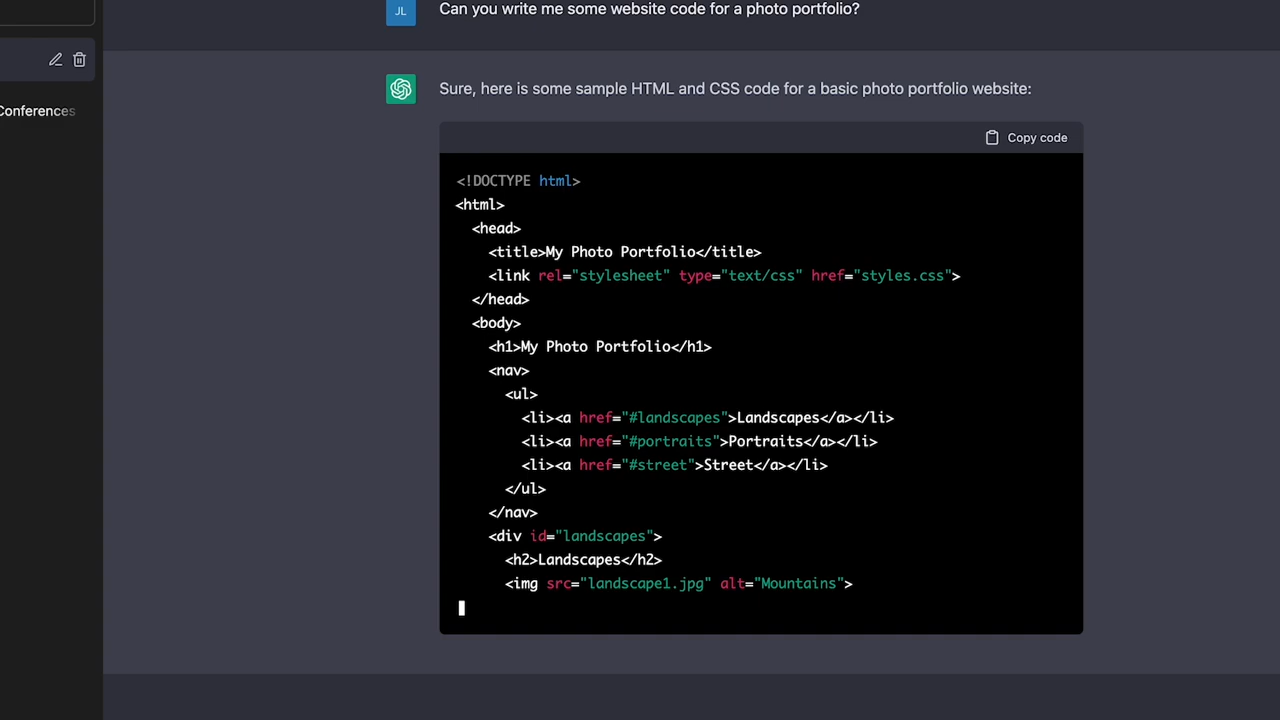 JL
Can you write me some website code for a photo portfolio?
Conferences
Sure, here is some sample HTML and CSS code for a basic photo portfolio website:
Copy code
<!DOCTYPE html>
<html>
<head>
<title>My Photo Portfolio</title>
<link rel="stylesheet" type="text/css" href="styles.css">
</head>
<body>
<h1>My Photo Portfolio</h1>
<nav>
<ul>
<li><a href="#landscapes">Landscapes</a></li>
<li><a href="#portraits">Portraits</a></li>
<li><a href="#street">Street</a></li>
</ul>
</nav>
<div id="landscapes">
<h2>Landscapes</h2>
<img src="landscape1.jpg" alt="Mountains">